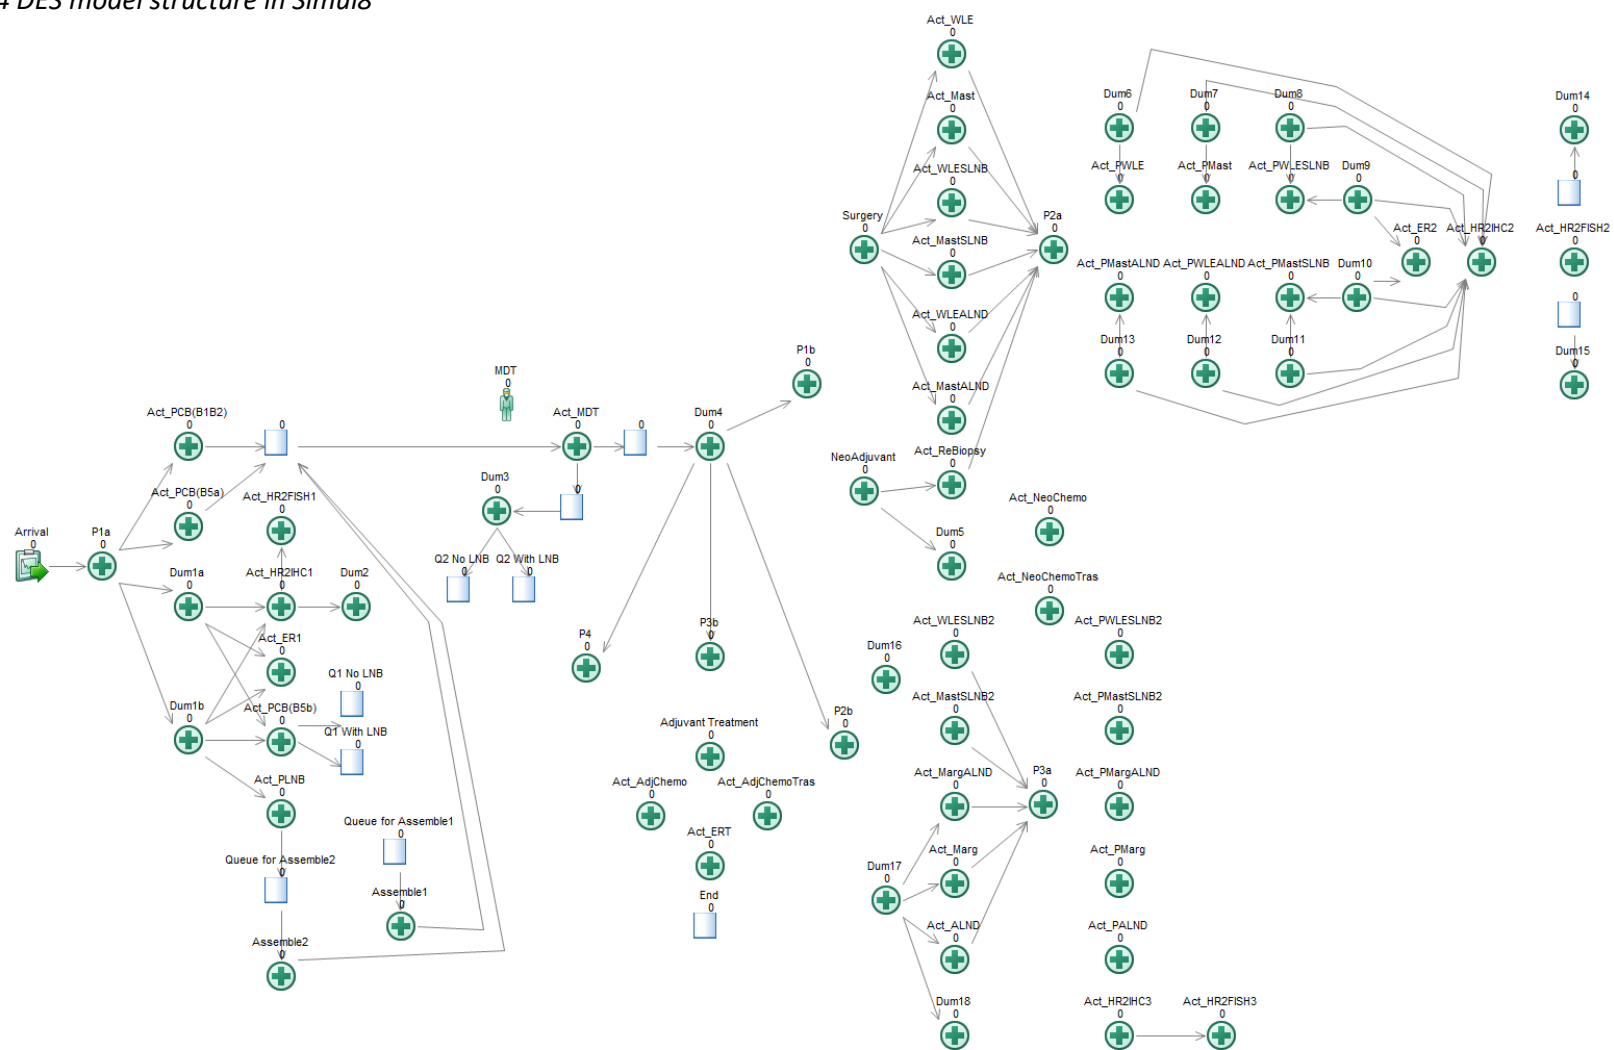 4 DES model structure in Simul8
Arrival
0
P1a
0
Act_PCB(B1B2)
0
0
Act_PCB(B5a)
0
Act_HR2FISH1
0
Dum1a
0
Act_HR2IHC1
0
Dum2
0
Act_ER1
0
Q1 No LNB
0
Dum1b
0
Act_PCB(B5b)
0
Q1 With LNB
0
Act_PLNB
0
Queue for Assemble1
0
Queue for Assemble2
0
Assemble1
0
Assemble2
0
MDT
0
Act_MDT
0
0
Dum4
0
P1b
0
Dum3
0
0
Q2 No LNB
0
Q2 With LNB
0
P4
0
P3b
0
P2b
0
Adjuvant Treatment
0
Act_AdjChemo
0
Act_AdjChemoTras
0
Act_ERT
0
End
0
Act_WLE
0
Act_Mast
0
Act_WLESLNB
0
Surgery
0
P2a
0
Act_MastSLNB
0
Act_WLEALND
0
Act_MastALND
0
NeoAdjuvant
0
Act_ReBiopsy
0
Act_NeoChemo
0
Dum5
0
Act_NeoChemoTras
0
Act_WLESLNB2
0
Act_PWLESLNB2
0
Dum16
0
Act_MastSLNB2
0
Act_PMastSLNB2
0
Act_MargALND
0
P3a
0
Act_PMargALND
0
Act_Marg
0
Act_PMarg
0
Dum17
0
Act_ALND
0
Act_PALND
0
Dum18
0
Act_HR2IHC3
0
Act_HR2FISH3
0
Dum6
0
Dum7
0
Dum8
0
Dum14
0
Act_PWLE
0
Act_PMast
0
Act_PWLESLNB
0
Dum9
0
0
Act_ER2
0
Act_HR2IHC2
0
Act_HR2FISH2
0
Act_PMastALND
0
Act_PWLEALND
0
Act_PMastSLNB
0
Dum10
0
0
Dum13
0
Dum12
0
Dum11
0
Dum15
0